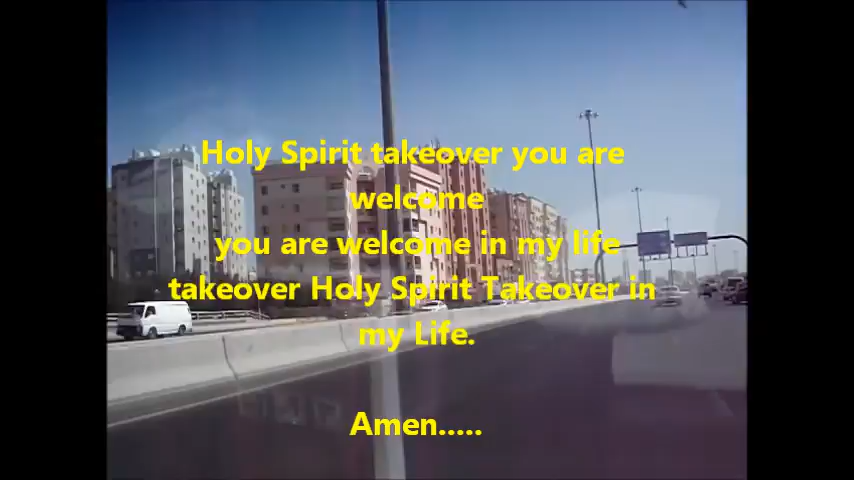 Holy Spirit takeover you are
welcome
you are welcome in my life
takeover Holy Spirit Takeover in
my Life.
Amen.....